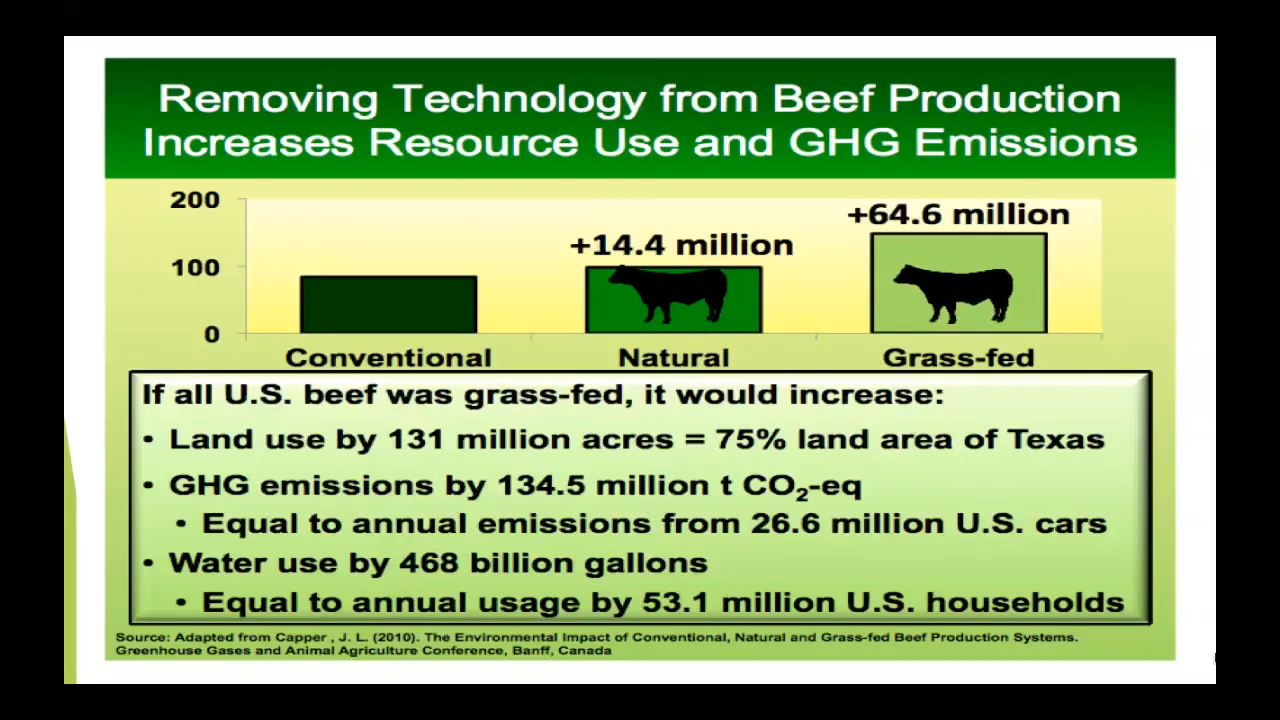 Removing Technology from Beef Production
Increases Resource Use and GHG Emissions
200
100
0
+14.4 million
+64.6 million
Conventional
Natural
Grass-fed
If all U.S. beef was grass-fed, it would increase:
• Land use by 131 million acres = 75% land area of Texas
• GHG emissions by 134.5 million t CO₂-eq
• Equal to annual emissions from 26.6 million U.S. cars
• Water use by 468 billion gallons
• Equal to annual usage by 53.1 million U.S. households
Source: Adapted from Capper , J. L. (2010). The Environmental Impact of Conventional, Natural and Grass-fed Beef Production Systems.
Greenhouse Gases and Animal Agriculture Conference, Banff, Canada